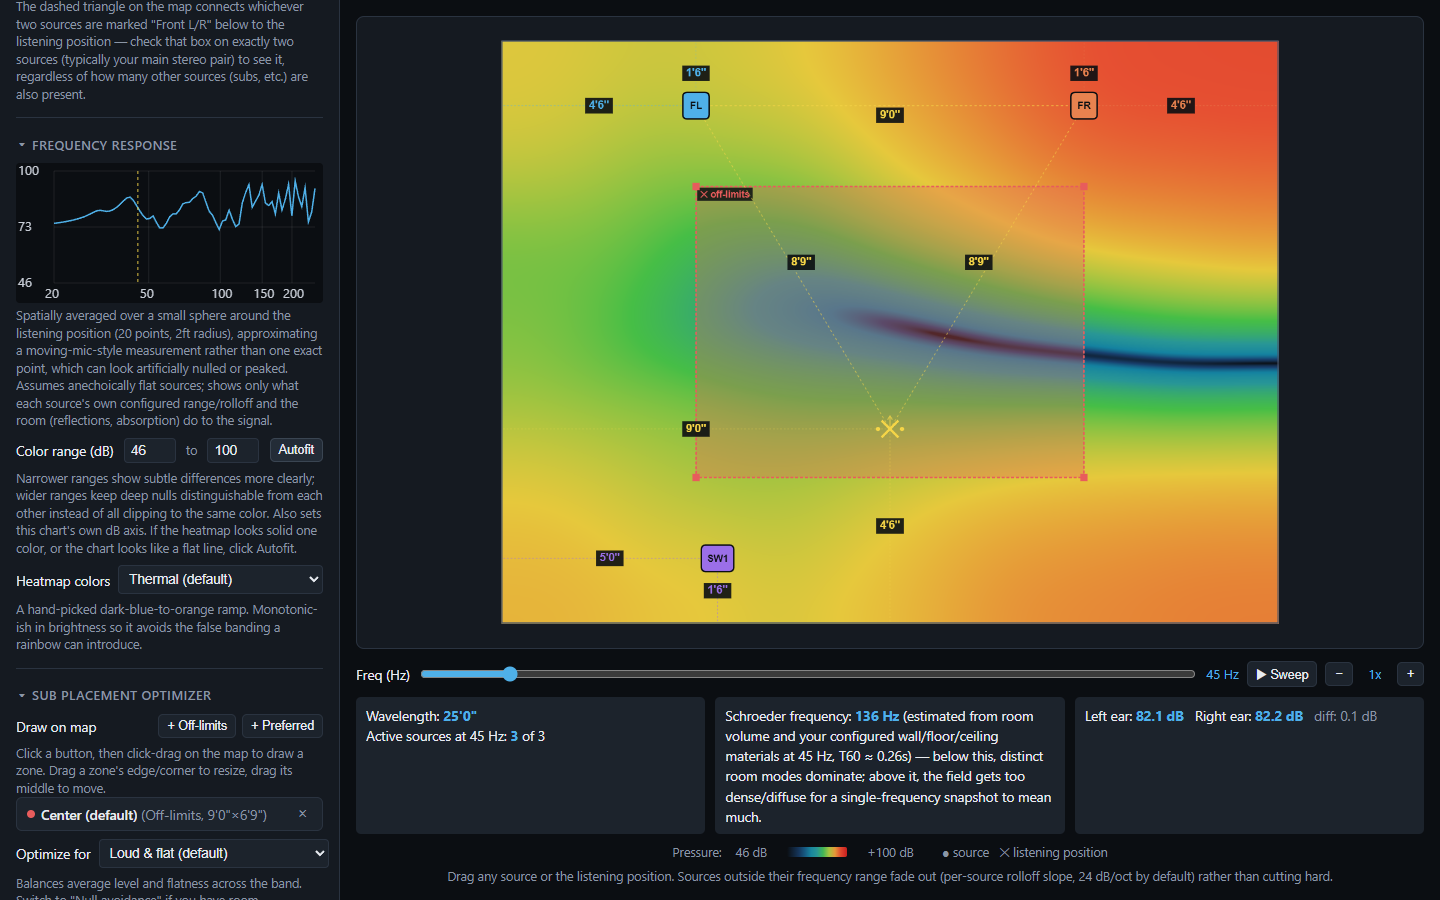 The dashed triangle on the map connects whichever
two sources are marked "Front L/R" below to the
listening position — check that box on exactly two
sources (typically your main stereo pair) to see it,
regardless of how many other sources (subs, etc.) are
also present.
FREQUENCY RESPONSE
100
73
46
20 50 100 150 200
Spatially averaged over a small sphere around the
listening position (20 points, 2ft radius), approximating
a moving-mic-style measurement rather than one exact
point, which can look artificially nulled or peaked.
Assumes anechoically flat sources; shows only what
each source's own configured range/rolloff and the
room (reflections, absorption) do to the signal.
Color range (dB) 46 to 100 Autofit
Narrower ranges show subtle differences more clearly;
wider ranges keep deep nulls distinguishable from each
other instead of all clipping to the same color. Also sets
this chart's own dB axis. If the heatmap looks solid one
color, or the chart looks like a flat line, click Autofit.
Heatmap colors Thermal (default)
A hand-picked dark-blue-to-orange ramp. Monotonic-
ish in brightness so it avoids the false banding a
rainbow can introduce.
SUB PLACEMENT OPTIMIZER
Draw on map + Off-limits + Preferred
Click a button, then click-drag on the map to draw a
zone. Drag a zone's edge/corner to resize, drag its
middle to move.
Center (default) (Off-limits, 9'0"×6'9") ×
Optimize for Loud & flat (default)
Balances average level and flatness across the band.
1'6" 1'6"
4'6" FL 9'0" FR 4'6"
× off-limits
8'9" 8'9"
9'0"
4'6"
5'0" SW1
1'6"
Freq (Hz) 45 Hz ▶ Sweep − 1x +
Wavelength: 25'0"
Active sources at 45 Hz: 3 of 3
Schroeder frequency: 136 Hz (estimated from room
volume and your configured wall/floor/ceiling
materials at 45 Hz, T60 ≈ 0.26s) — below this, distinct
room modes dominate; above it, the field gets too
dense/diffuse for a single-frequency snapshot to mean
much.
Left ear: 82.1 dB Right ear: 82.2 dB diff: 0.1 dB
Pressure: 46 dB +100 dB ● source × listening position
Drag any source or the listening position. Sources outside their frequency range fade out (per-source rolloff slope, 24 dB/oct by default) rather than cutting hard.